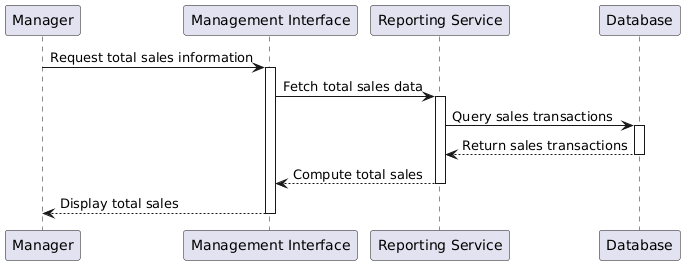 Manager
Management Interface
Reporting Service
Database
Request total sales information
Fetch total sales data
Query sales transactions
Return sales transactions
Compute total sales
Display total sales
Manager
Management Interface
Reporting Service
Database